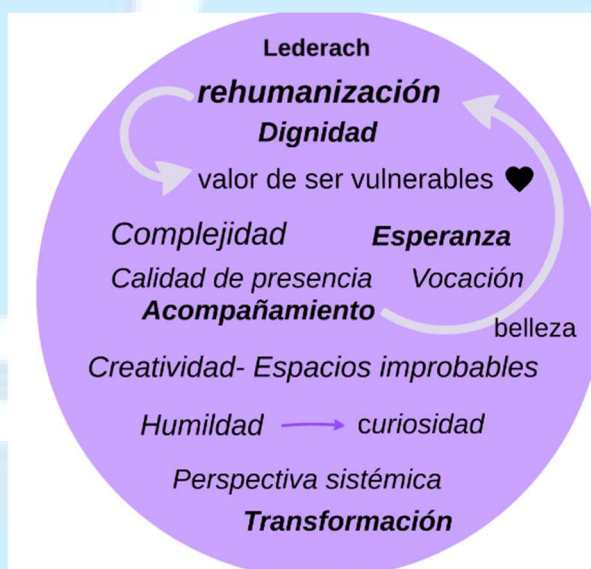 Lederach
rehumanización
Dignidad
valor de ser vulnerables
Complejidad Esperanza
Calidad de presencia Vocación
Acompañamiento
belleza
Creatividad- Espacios improbables
Humildad curiosidad
Perspectiva sistémica
Transformación